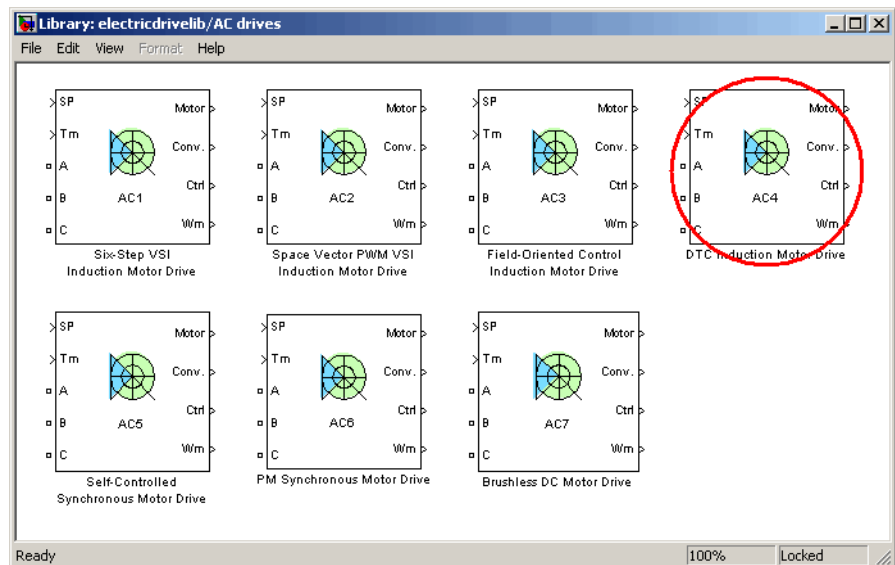 Library: electricdrivelib/AC drives
File Edit View Format Help
SP Motor
Tm
Conv.
A
Ctrl
B AC1
Wm
C
Six-Step VSI
Induction Motor Drive
SP Motor
Tm
Conv.
A
Ctrl
B AC2
Wm
C
Space Vector PWM VSI
Induction Motor Drive
SP Motor
Tm
Conv.
A
Ctrl
B AC3
Wm
C
Field-Oriented Control
Induction Motor Drive
SP Motor
Tm
Conv.
A
Ctrl
B AC4
Wm
C
DTC Induction Motor Drive
SP Motor
Tm
Conv.
A
Ctrl
B AC5
Wm
C
Self-Controlled
Synchronous Motor Drive
SP Motor
Tm
Conv.
A
Ctrl
B AC6
Wm
C
PM Synchronous Motor Drive
SP Motor
Tm
Conv.
A
Ctrl
B AC7
Wm
C
Brushless DC Motor Drive
Ready 100% Locked